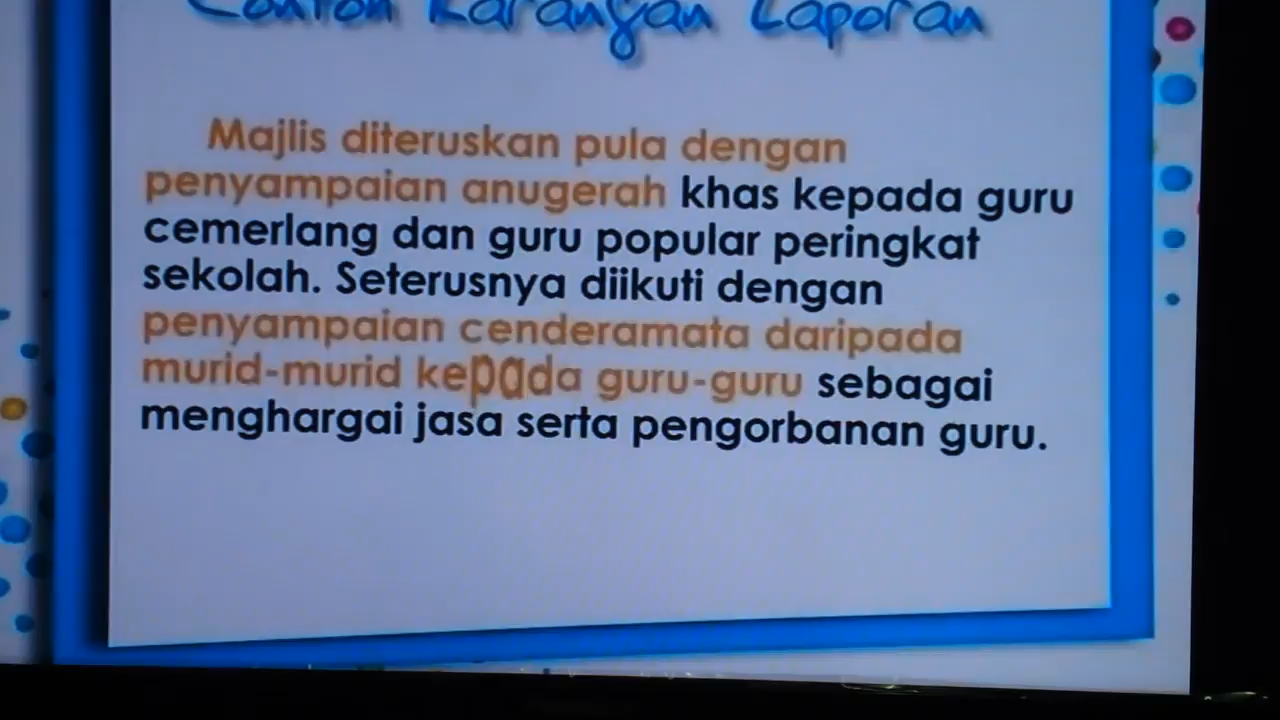 Contoh Karangan Laporan
Majlis diteruskan pula dengan
penyampaian anugerah khas kepada guru
cemerlang dan guru popular peringkat
sekolah. Seterusnya diikuti dengan
penyampaian cenderamata daripada
murid-murid kepada guru-guru sebagai
menghargai jasa serta pengorbanan guru.